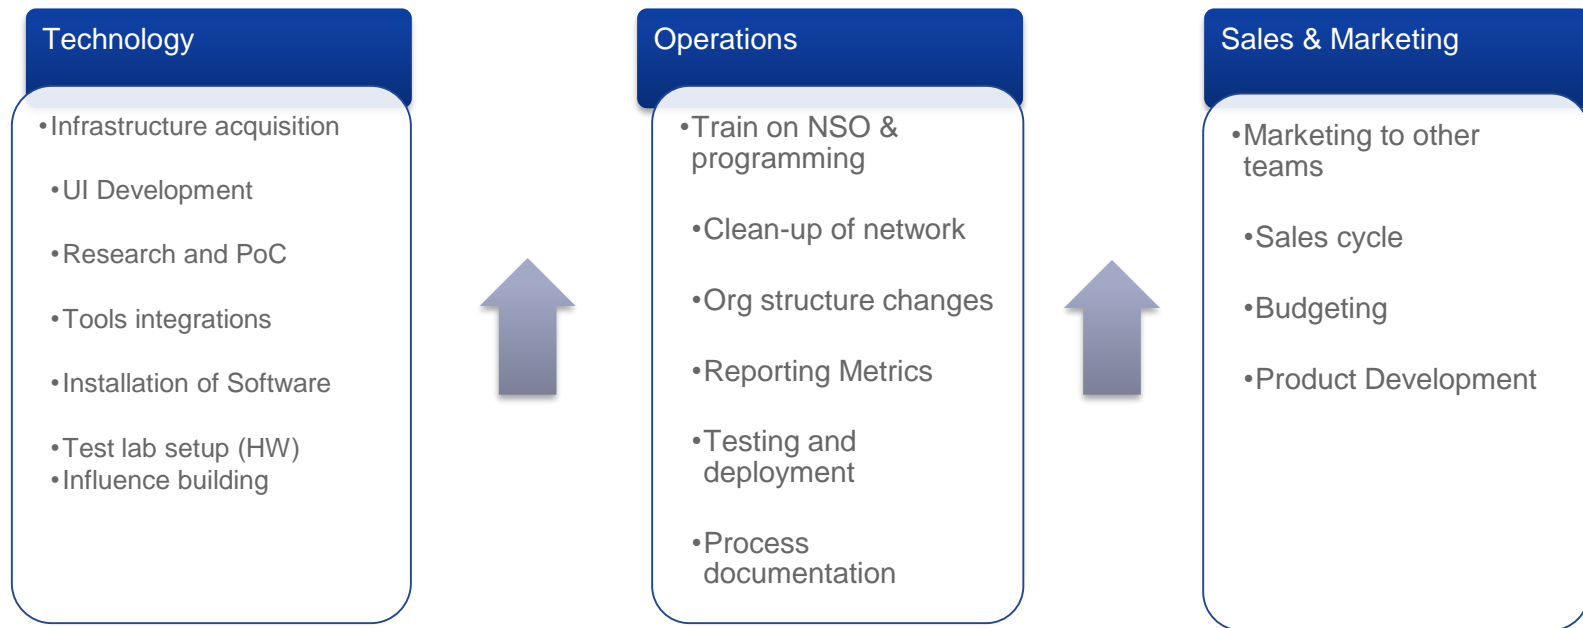 Technology
•Infrastructure acquisition
•UI Development
•Research and PoC
•Tools integrations
•Installation of Software
•Test lab setup (HW)
•Influence building
Operations
•Train on NSO &
programming
•Clean-up of network
•Org structure changes
•Reporting Metrics
•Testing and
deployment
•Process
documentation
Sales & Marketing
•Marketing to other
teams
•Sales cycle
•Budgeting
•Product Development